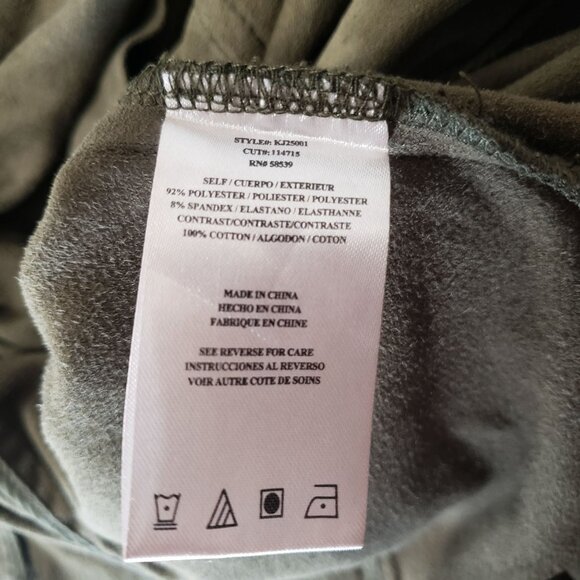 STYLE#: KJ25001
CUT#: 114715
RN# 58539
SELF / CUERPO / EXTERIEUR
92% POLYESTER / POLIESTER / POLYESTER
8% SPANDEX / ELASTANO / ELASTHANNE
CONTRAST/CONTRASTE/CONTRASTE
100% COTTON / ALGODON / COTON
MADE IN CHINA
HECHO EN CHINA
FABRIQUE EN CHINE
SEE REVERSE FOR CARE
INSTRUCCIONES AL REVERSO
VOIR AUTRE COTE DE SOINS